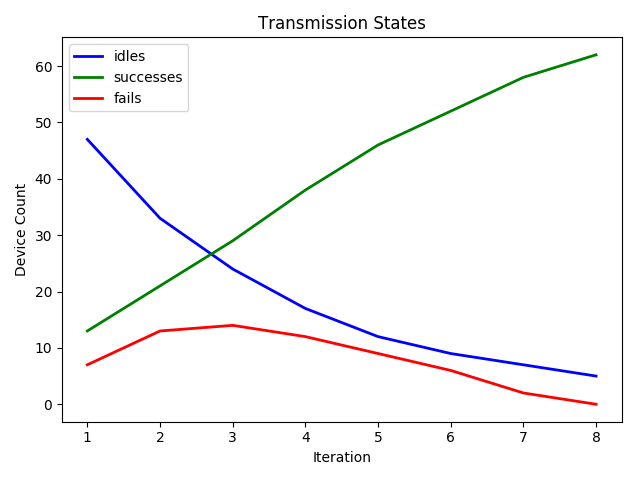 Transmission States
idles
successes
fails
Device Count
60
50
40
30
20
10
0
1 2 3 4 5 6 7 8
Iteration